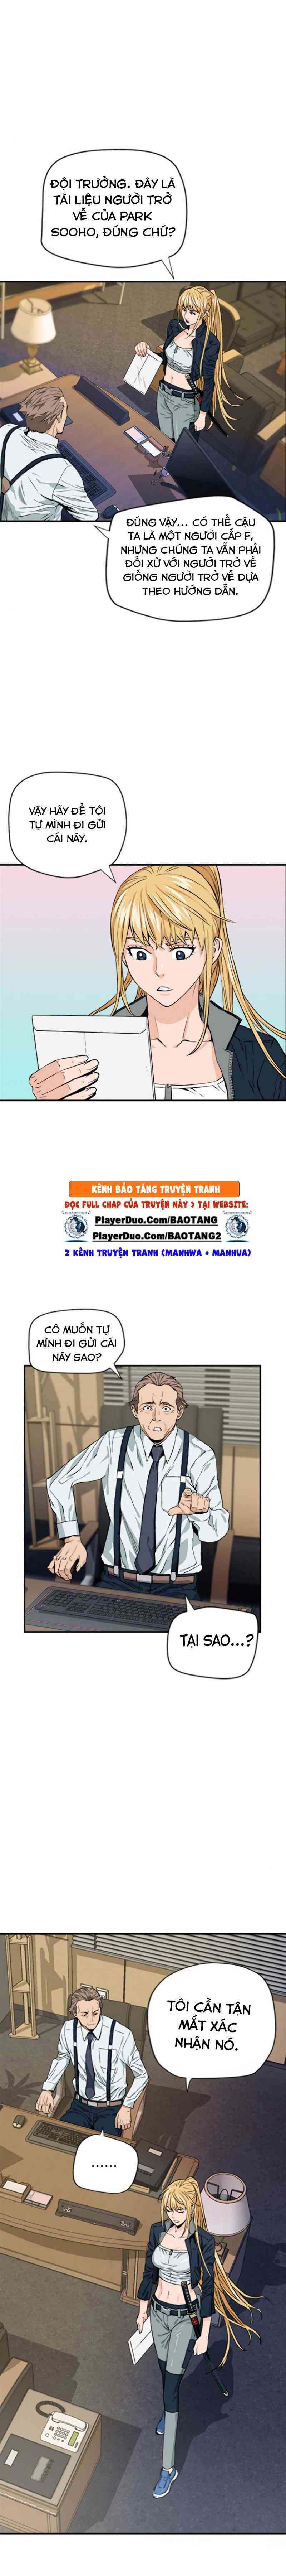 ĐỘI TRƯỞNG. ĐÂY LÀ
TÀI LIỆU NGƯỜI TRỞ
VỀ CỦA PARK
SOOHO, ĐÚNG CHỨ?
ĐÚNG VẬY... CÓ THỂ CẬU
TA LÀ MỘT NGƯỜI CẤP F,
NHƯNG CHÚNG TA VẪN PHẢI
ĐỐI XỬ VỚI NGƯỜI TRỞ VỀ
GIỐNG NGƯỜI TRỞ VỀ DỰA
THEO HƯỚNG DẪN.
VẬY HÃY ĐỂ TÔI
TỰ MÌNH ĐI GỬI
CÁI NÀY.
KÊNH BẢO TÀNG TRUYỆN TRANH
ĐỌC FULL CHAP CỦA TRUYỆN > TẠI WEBSITE:
PlayerDuo.Com/BAOTANG
PlayerDuo.Com/BAOTANG2
2 KÊNH TRUYỆN TRANH (MANHWA + MANHUA)
CÔ MUỐN TỰ
MÌNH ĐI GỬI CÁI
NÀY SAO?
TẠI SAO...?
TÔI CẦN TẬN
MẮT XÁC
NHẬN NÓ.
......